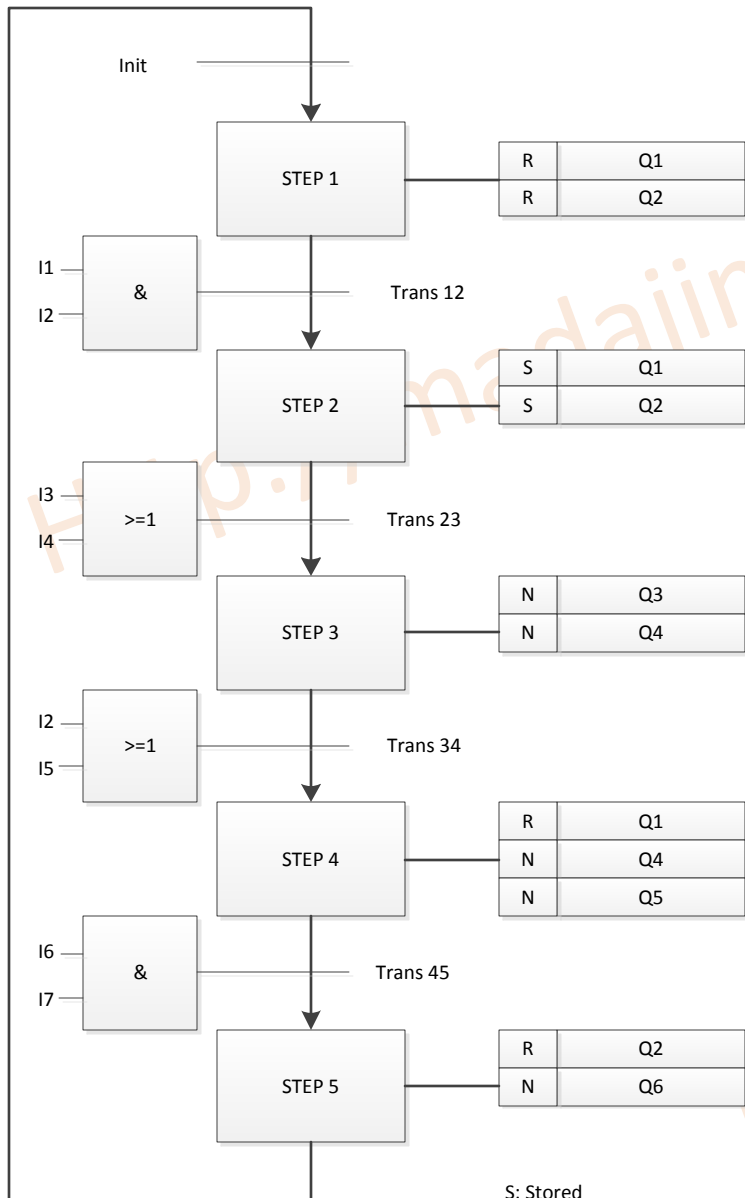 Init
STEP 1
R Q1
R Q2
I1
I2
&
Trans 12
STEP 2
S Q1
S Q2
I3
I4
>=1
Trans 23
STEP 3
N Q3
N Q4
I2
I5
>=1
Trans 34
STEP 4
R Q1
N Q4
N Q5
I6
I7
&
Trans 45
STEP 5
R Q2
N Q6
S: Stored